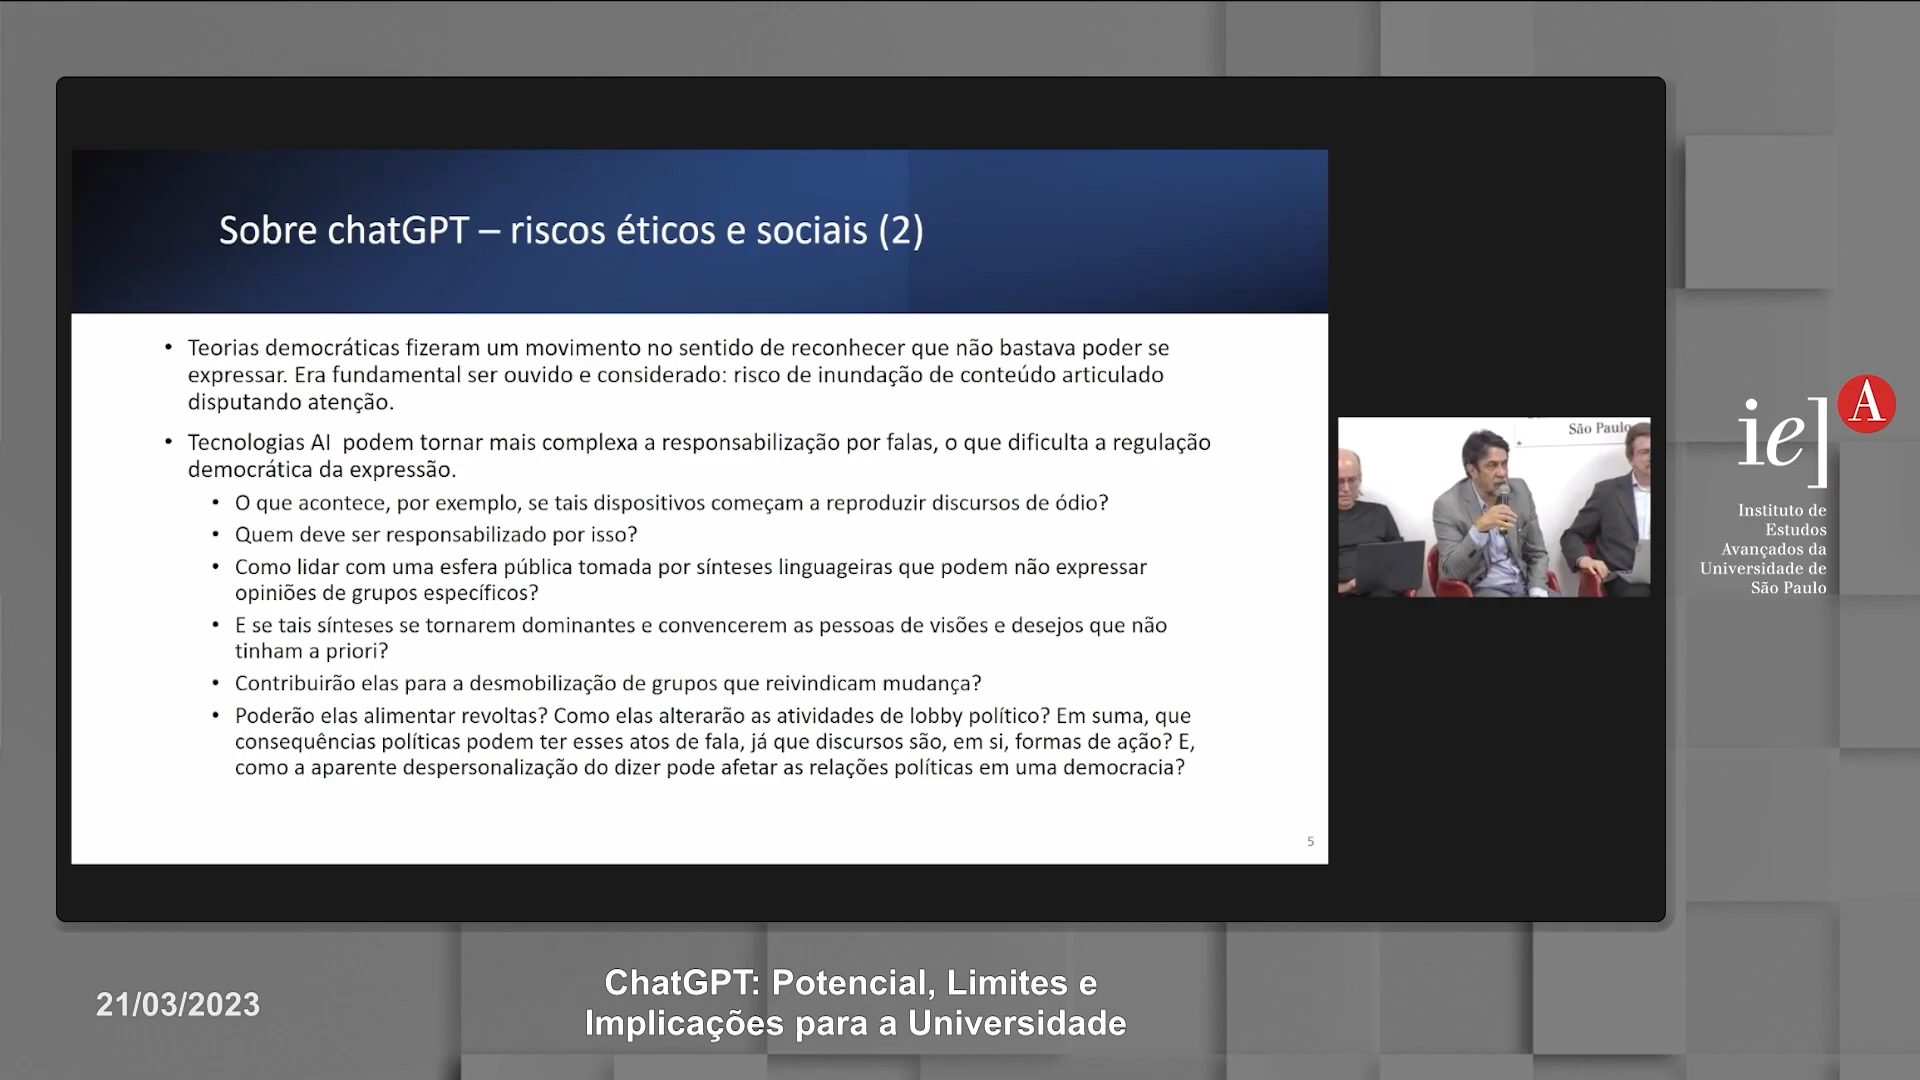 Sobre chatGPT – riscos éticos e sociais (2)
• Teorias democráticas fizeram um movimento no sentido de reconhecer que não bastava poder se
expressar. Era fundamental ser ouvido e considerado: risco de inundação de conteúdo articulado
disputando atenção.
• Tecnologias AI podem tornar mais complexa a responsabilização por falas, o que dificulta a regulação
democrática da expressão.
• O que acontece, por exemplo, se tais dispositivos começam a reproduzir discursos de ódio?
• Quem deve ser responsabilizado por isso?
• Como lidar com uma esfera pública tomada por sínteses linguageiras que podem não expressar
opiniões de grupos específicos?
• E se tais sínteses se tornarem dominantes e convencerem as pessoas de visões e desejos que não
tinham a priori?
• Contribuirão elas para a desmobilização de grupos que reivindicam mudança?
• Poderão elas alimentar revoltas? Como elas alterarão as atividades de lobby político? Em suma, que
consequências políticas podem ter esses atos de fala, já que discursos são, em si, formas de ação? E,
como a aparente despersonalização do dizer pode afetar as relações políticas em uma democracia?
5
São Paulo
ie] A
Instituto de
Estudos
Avançados da
Universidade de
São Paulo
21/03/2023
ChatGPT: Potencial, Limites e
Implicações para a Universidade